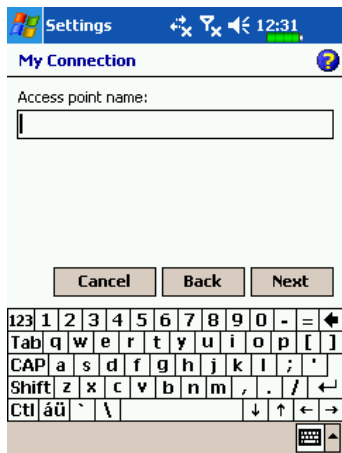 Settings 12:31
My Connection ?
Access point name:
Cancel Back Next
123 1 2 3 4 5 6 7 8 9 0 - = ←
Tab q w e r t y u i o p [ ]
CAP a s d f g h j k l ; '
Shift z x c v b n m , . / ↵
Ctl áü ` \ ↓ ↑ ← →